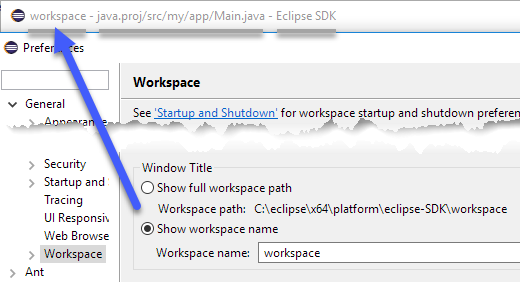 workspace - java.proj/src/my/app/Main.java - Eclipse SDK
Preferences
General
Appearance
Security
Startup and S
Tracing
UI Responsiv
Web Browse
Workspace
Ant
Workspace
See 'Startup and Shutdown' for workspace startup and shutdown preferen
Window Title
Show full workspace path
Workspace path: C:\eclipse\x64\platform\eclipse-SDK\workspace
Show workspace name
Workspace name: workspace